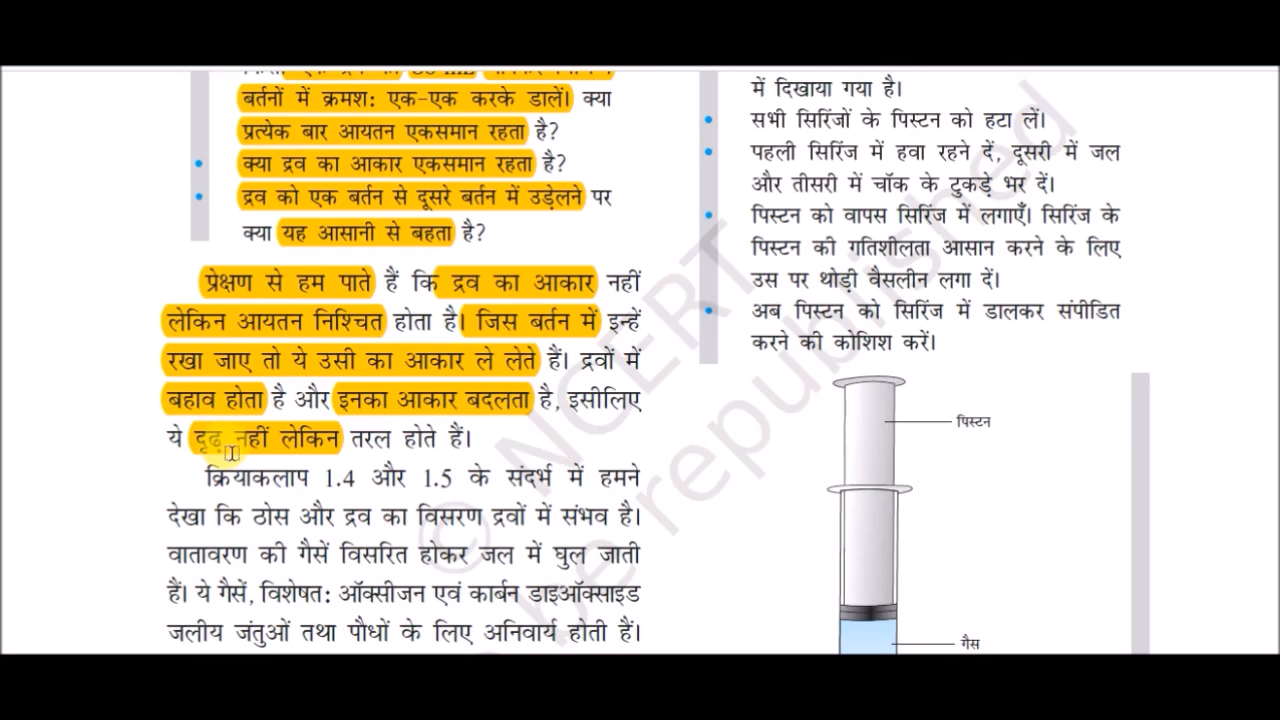 बर्तनों में क्रमश: एक-एक करके डालें। क्या
प्रत्येक बार आयतन एकसमान रहता है?
• क्या द्रव का आकार एकसमान रहता है?
• द्रव को एक बर्तन से दूसरे बर्तन में उड़ेलने पर
क्या यह आसानी से बहता है?
प्रेक्षण से हम पाते हैं कि द्रव का आकार नहीं
लेकिन आयतन निश्चित होता है। जिस बर्तन में इन्हें
रखा जाए तो ये उसी का आकार ले लेते हैं। द्रवों में
बहाव होता है और इनका आकार बदलता है, इसीलिए
ये दृढ़ नहीं लेकिन तरल होते हैं।
क्रियाकलाप 1.4 और 1.5 के संदर्भ में हमने
देखा कि ठोस और द्रव का विसरण द्रवों में संभव है।
वातावरण की गैसें विसरित होकर जल में घुल जाती
हैं। ये गैसें, विशेषत: ऑक्सीजन एवं कार्बन डाइऑक्साइड
जलीय जंतुओं तथा पौधों के लिए अनिवार्य होती हैं।
में दिखाया गया है।
• सभी सिरिंजों के पिस्टन को हटा लें।
• पहली सिरिंज में हवा रहने दें, दूसरी में जल
और तीसरी में चॉक के टुकड़े भर दें।
• पिस्टन को वापस सिरिंज में लगाएँ। सिरिंज के
पिस्टन की गतिशीलता आसान करने के लिए
उस पर थोड़ी वैसलीन लगा दें।
• अब पिस्टन को सिरिंज में डालकर संपीडित
करने की कोशिश करें।
पिस्टन
गैस
© NCERT
be republished